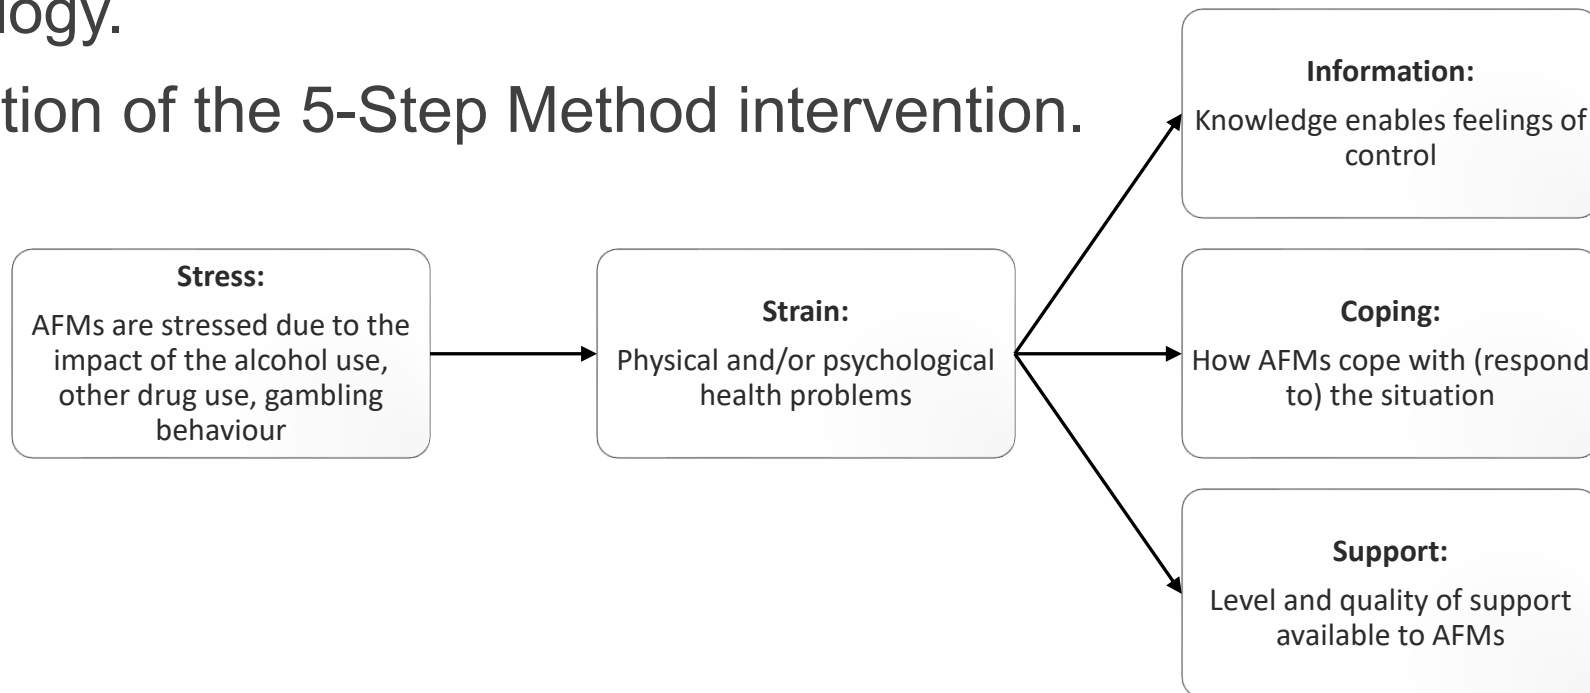 logy.
tion of the 5-Step Method intervention.
Information:
Knowledge enables feelings of
control
Stress:
AFMs are stressed due to the
impact of the alcohol use,
other drug use, gambling
behaviour
Strain:
Physical and/or psychological
health problems
Coping:
How AFMs cope with (respond
to) the situation
Support:
Level and quality of support
available to AFMs